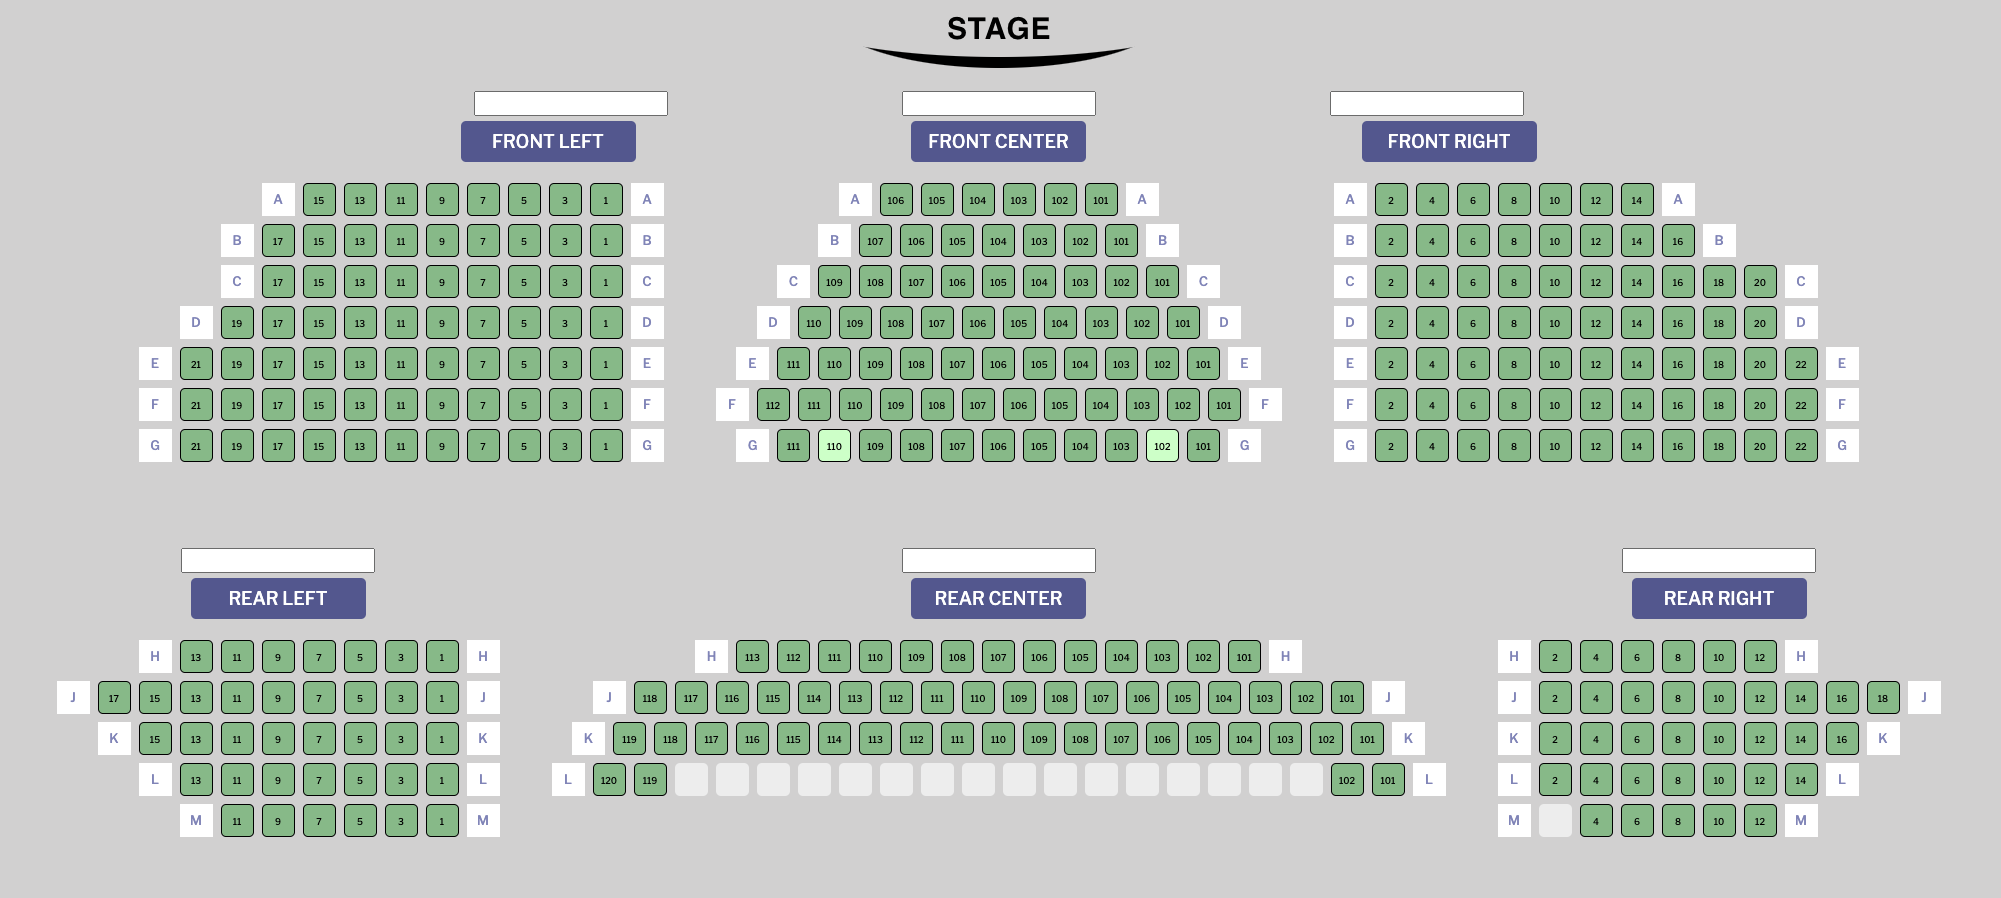 STAGE
FRONT LEFT FRONT CENTER FRONT RIGHT
A 15 13 11 9 7 5 3 1 A A 106 105 104 103 102 101 A A 2 4 6 8 10 12 14 A
B 17 15 13 11 9 7 5 3 1 B B 107 106 105 104 103 102 101 B B 2 4 6 8 10 12 14 16 B
C 17 15 13 11 9 7 5 3 1 C C 109 108 107 106 105 104 103 102 101 C C 2 4 6 8 10 12 14 16 18 20 C
D 19 17 15 13 11 9 7 5 3 1 D D 110 109 108 107 106 105 104 103 102 101 D D 2 4 6 8 10 12 14 16 18 20 D
E 21 19 17 15 13 11 9 7 5 3 1 E E 111 110 109 108 107 106 105 104 103 102 101 E E 2 4 6 8 10 12 14 16 18 20 22 E
F 21 19 17 15 13 11 9 7 5 3 1 F F 112 111 110 109 108 107 106 105 104 103 102 101 F F 2 4 6 8 10 12 14 16 18 20 22 F
G 21 19 17 15 13 11 9 7 5 3 1 G G 111 110 109 108 107 106 105 104 103 102 101 G G 2 4 6 8 10 12 14 16 18 20 22 G
REAR LEFT REAR CENTER REAR RIGHT
H 13 11 9 7 5 3 1 H H 113 112 111 110 109 108 107 106 105 104 103 102 101 H H 2 4 6 8 10 12 H
J 17 15 13 11 9 7 5 3 1 J J 118 117 116 115 114 113 112 111 110 109 108 107 106 105 104 103 102 101 J J 2 4 6 8 10 12 14 16 18 J
K 15 13 11 9 7 5 3 1 K K 119 118 117 116 115 114 113 112 111 110 109 108 107 106 105 104 103 102 101 K K 2 4 6 8 10 12 14 16 K
L 13 11 9 7 5 3 1 L L 120 119 102 101 L L 2 4 6 8 10 12 14 L
M 11 9 7 5 3 1 M M 4 6 8 10 12 M